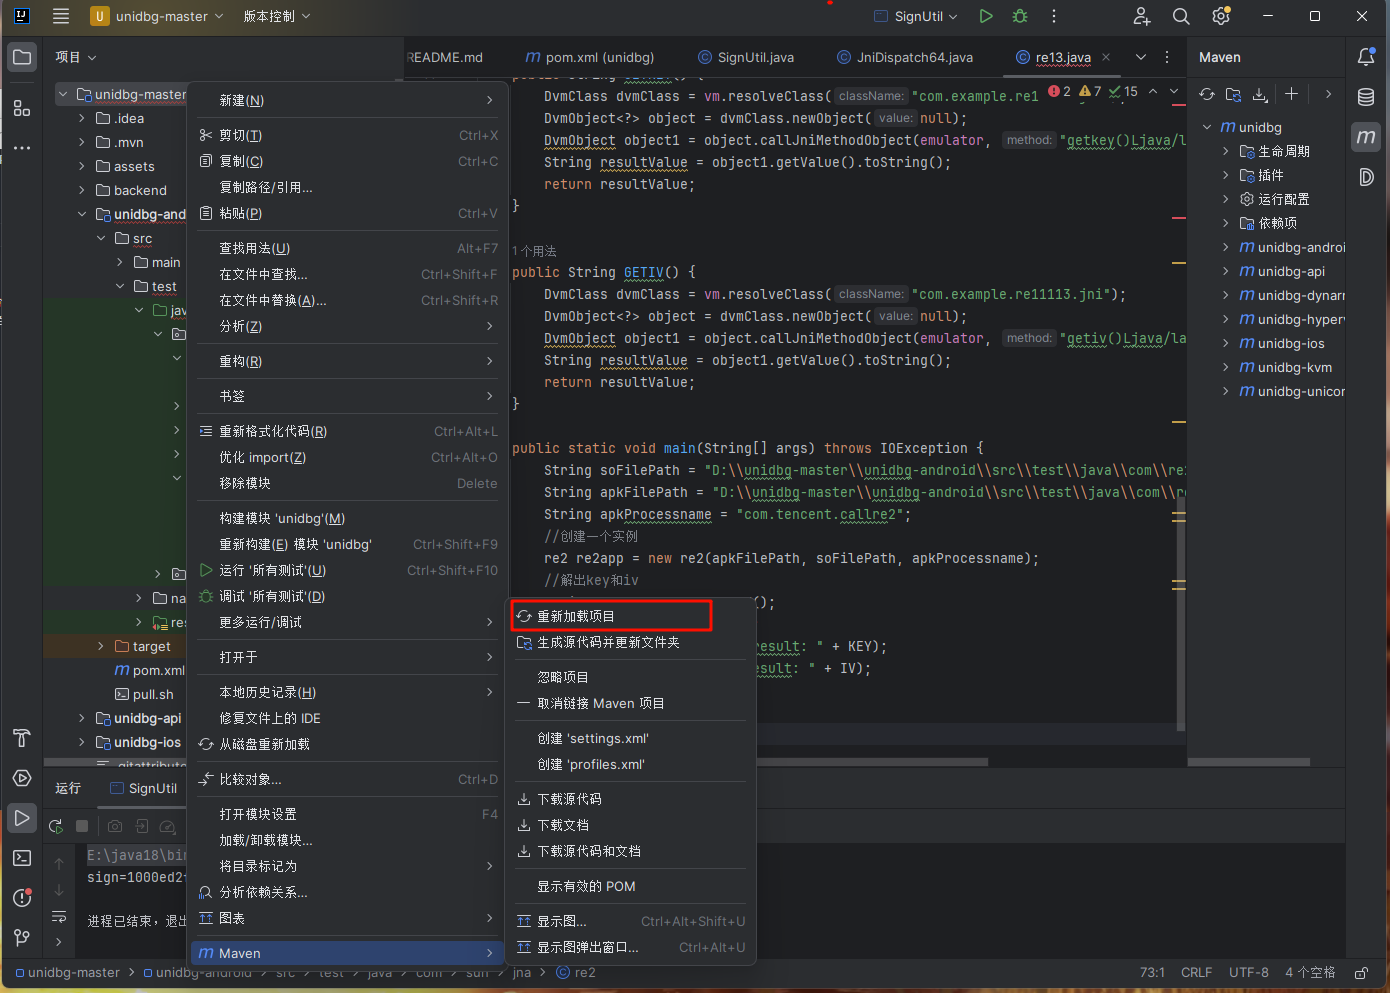 U unidbg-master 版本控制 SignUtil
项目 README.md pom.xml (unidbg) SignUtil.java JniDispatch64.java re13.java Maven
unidbg-master
.idea
.mvn
assets
backend
unidbg-and
src
main
test
jav
na
res
target
pom.xml
pull.sh
unidbg-api
unidbg-ios
.gitattribute
新建(N)
剪切(T) Ctrl+X
复制(C) Ctrl+C
复制路径/引用...
粘贴(P) Ctrl+V
查找用法(U) Alt+F7
在文件中查找... Ctrl+Shift+F
在文件中替换(A)... Ctrl+Shift+R
分析(Z)
重构(R)
书签
重新格式化代码(R) Ctrl+Alt+L
优化 import(Z) Ctrl+Alt+O
移除模块 Delete
构建模块 'unidbg'(M)
重新构建(E) 模块 'unidbg' Ctrl+Shift+F9
运行 '所有测试'(U) Ctrl+Shift+F10
调试 '所有测试'(D)
更多运行/调试
打开于
本地历史记录(H)
修复文件上的 IDE
从磁盘重新加载
比较对象... Ctrl+D
打开模块设置 F4
加载/卸载模块...
将目录标记为
分析依赖关系...
图表
Maven
重新加载项目
生成源代码并更新文件夹
忽略项目
取消链接 Maven 项目
创建 'settings.xml'
创建 'profiles.xml'
下载源代码
下载文档
下载源代码和文档
显示有效的 POM
显示图... Ctrl+Alt+Shift+U
显示图弹出窗口... Ctrl+Alt+U
2 7 15
DvmClass dvmClass = vm.resolveClass( className: "com.example.re1
DvmObject<?> object = dvmClass.newObject( value: null);
DvmObject object1 = object.callJniMethodObject(emulator, method: "getkey()Ljava/l
String resultValue = object1.getValue().toString();
return resultValue;
}
1个用法
public String GETIV() {
DvmClass dvmClass = vm.resolveClass( className: "com.example.re11113.jni");
DvmObject<?> object = dvmClass.newObject( value: null);
DvmObject object1 = object.callJniMethodObject(emulator, method: "getiv()Ljava/la
String resultValue = object1.getValue().toString();
return resultValue;
}
public static void main(String[] args) throws IOException {
String soFilePath = "D:\\unidbg-master\\unidbg-android\\src\\test\\java\\com\\re2
String apkFilePath = "D:\\unidbg-master\\unidbg-android\\src\\test\\java\\com\\re
String apkProcessname = "com.tencent.callre2";
//创建一个实例
re2 re2app = new re2(apkFilePath, soFilePath, apkProcessname);
//解出key和iv
();
result: " + KEY);
sult: " + IV);
unidbg
生命周期
插件
运行配置
依赖项
unidbg-androi
unidbg-api
unidbg-dynar
unidbg-hyperv
unidbg-ios
unidbg-kvm
unidbg-unicor
运行 SignUtil
E:\java18\bin
sign=1000ed2
进程已结束，退出
unidbg-master unidbg-android src test java com sun jna re2 73:1 CRLF UTF-8 4 个空格